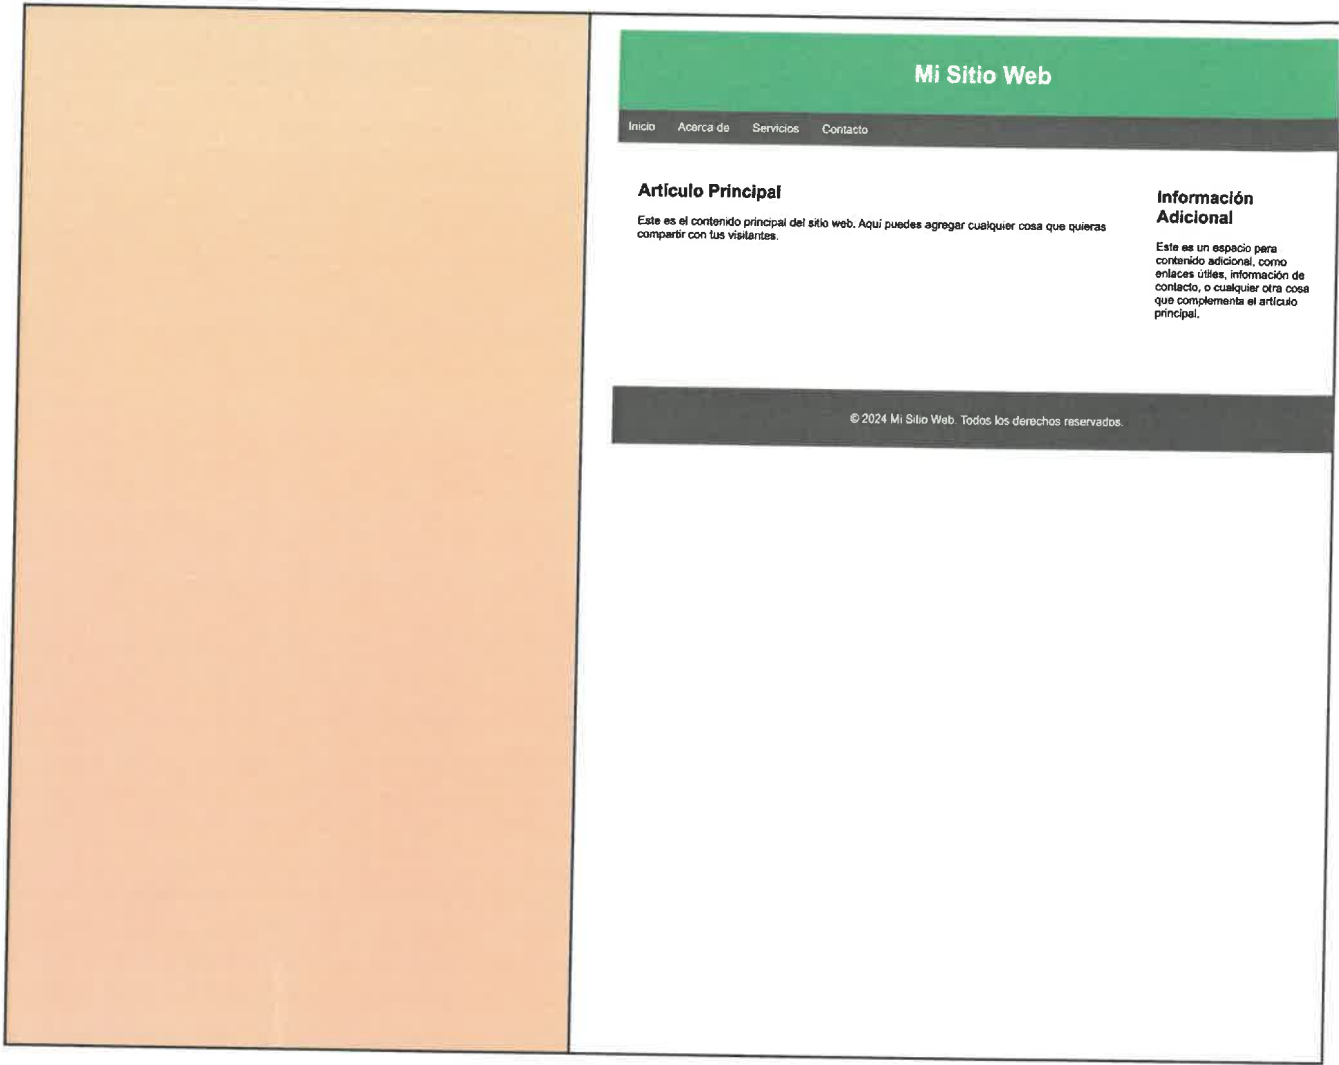 Mi Sitio Web
Inicio Acerca de Servicios Contacto
Artículo Principal
Este es el contenido principal del sitio web. Aquí puedes agregar cualquier cosa que quieras
compartir con tus visitantes.
Información
Adicional
Este es un espacio para
contenido adicional, como
enlaces útiles, información de
contacto, o cualquier otra cosa
que complementa el artículo
principal.
© 2024 Mi Sitio Web. Todos los derechos reservados.